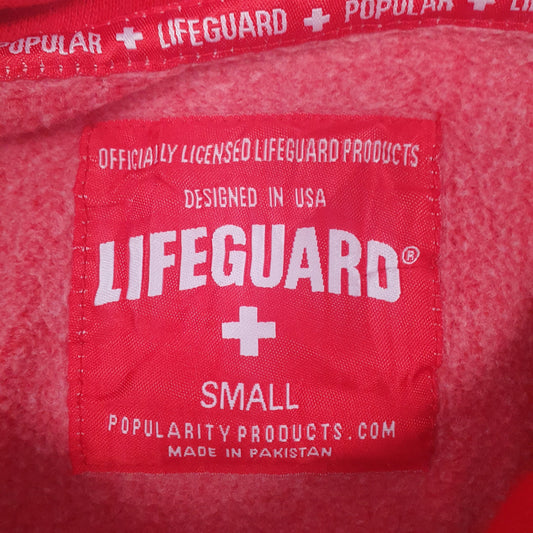 POPULAR + LIFEGUARD + POPULAR + LI
OFFICIALLY LICENSED LIFEGUARD PRODUCTS
DESIGNED IN USA
LIFEGUARD®
+
SMALL
POPULARITYPRODUCTS.COM
MADE IN PAKISTAN